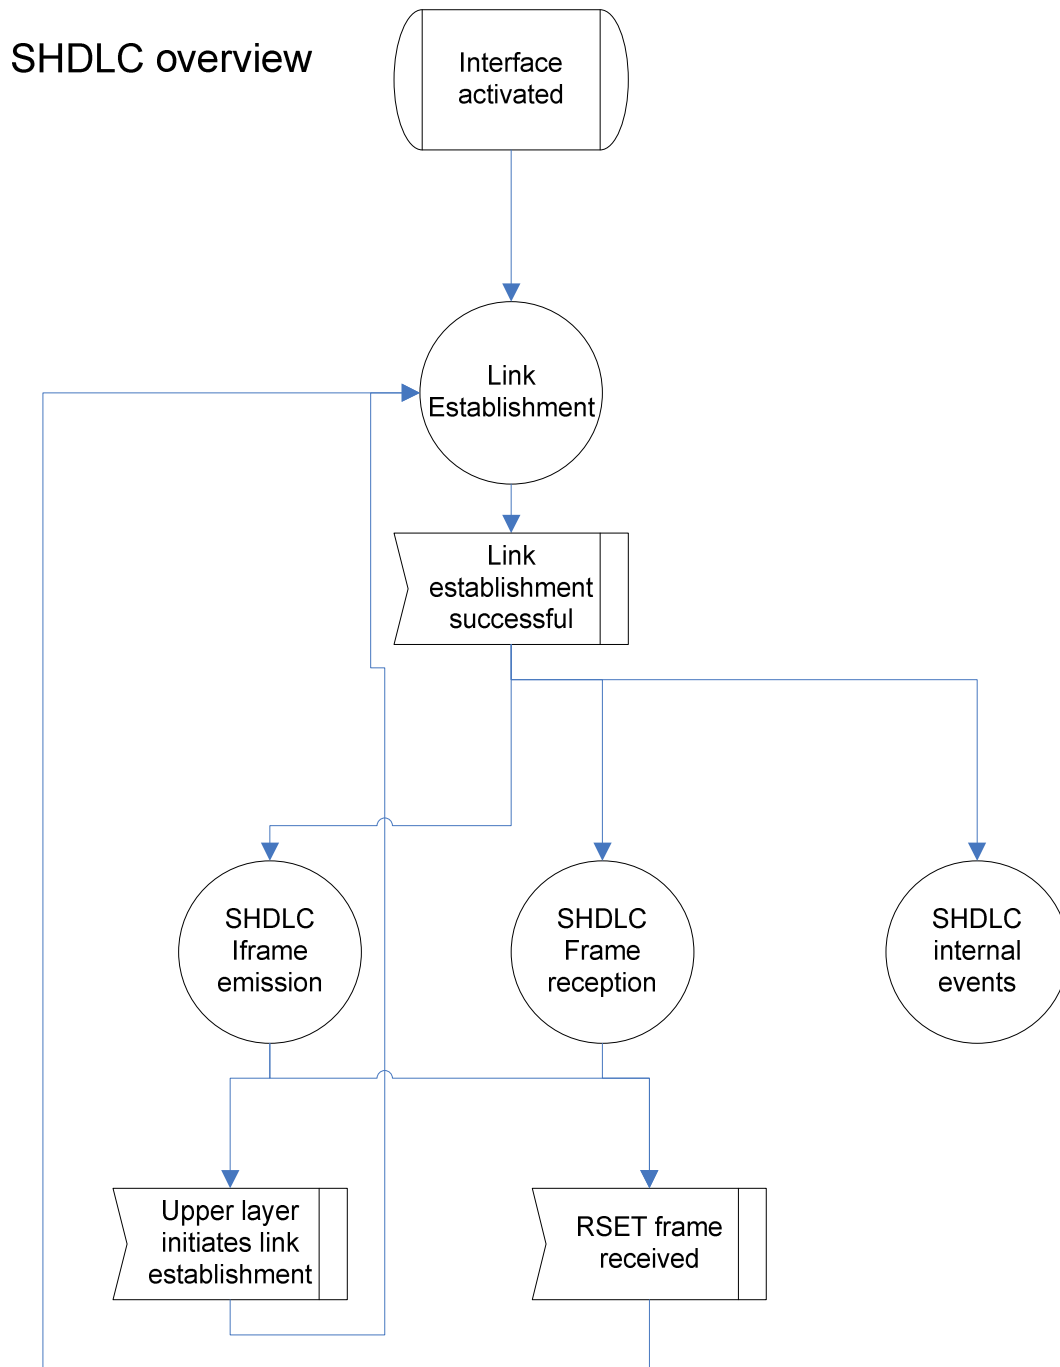 SHDLC overview
Interface
activated
Link
Establishment
Link
establishment
successful
SHDLC
Iframe
emission
SHDLC
Frame
reception
SHDLC
internal
events
Upper layer
initiates link
establishment
RSET frame
received